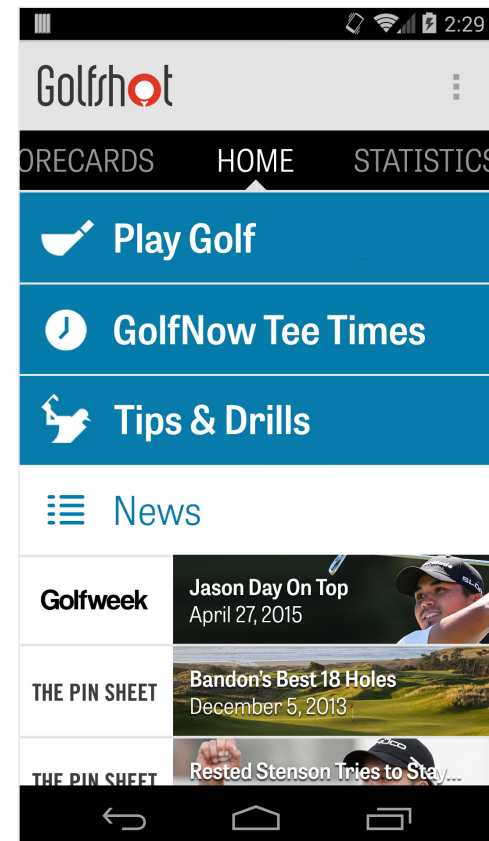 2:29
Golfshot
ORECARDS HOME STATISTICS
Play Golf
GolfNow Tee Times
Tips & Drills
News
Golfweek
Jason Day On Top
April 27, 2015
THE PIN SHEET
Bandon's Best 18 Holes
December 5, 2013
THE PIN SHEET
Rested Stenson Tries to Stay...